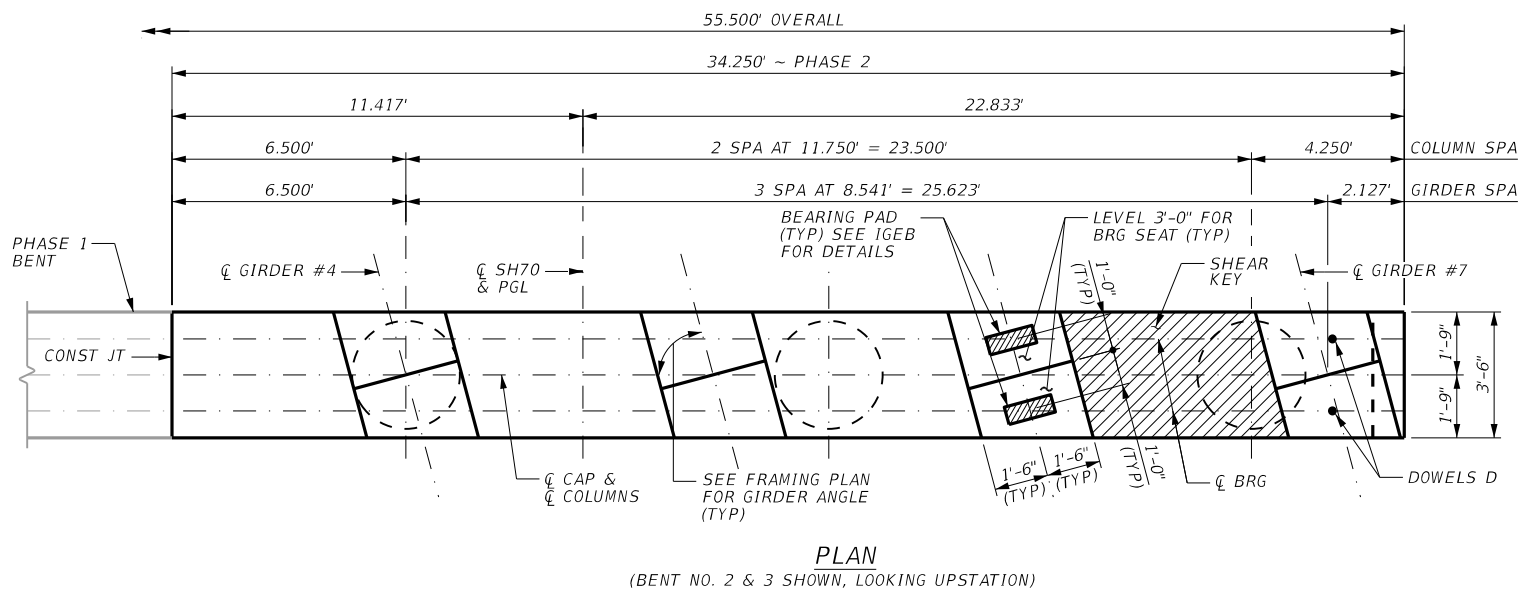 55.500' OVERALL
34.250' ~ PHASE 2
11.417'
22.833'
6.500'
2 SPA AT 11.750' = 23.500'
4.250'
COLUMN SPA
6.500'
3 SPA AT 8.541' = 25.623'
2.127'
GIRDER SPA
BEARING PAD
(TYP) SEE IGEB
FOR DETAILS
LEVEL 3'-0" FOR
BRG SEAT (TYP)
PHASE 1
BENT
℄ GIRDER #4
℄ SH70
& PGL
1'-0"
(TYP)
SHEAR
KEY
℄ GIRDER #7
CONST JT
1'-9"
1'-9"
3'-6"
℄ CAP &
℄ COLUMNS
SEE FRAMING PLAN
FOR GIRDER ANGLE
(TYP)
1'-6"
(TYP)
1'-6"
(TYP)
1'-0"
(TYP)
℄ BRG
DOWELS D
PLAN
(BENT NO. 2 & 3 SHOWN, LOOKING UPSTATION)